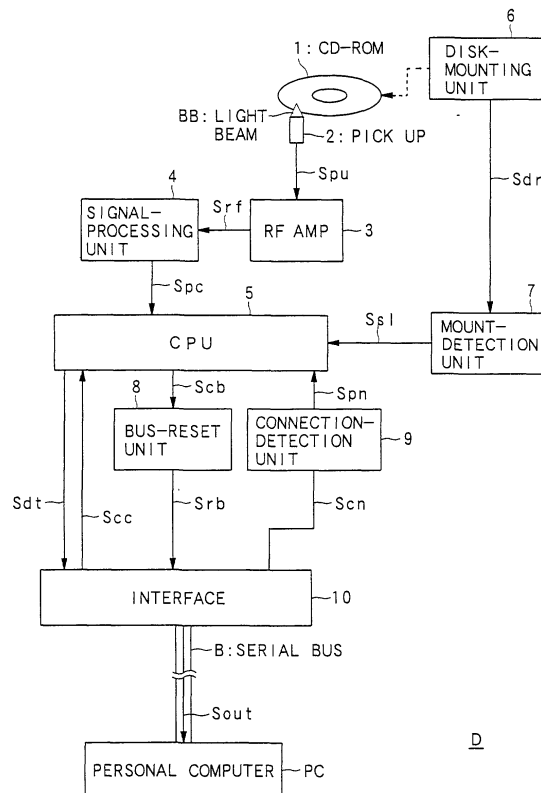 6
1: CD-ROM
DISK-
MOUNTING
UNIT
BB: LIGHT
BEAM
2: PICK UP
Spu
Sdr
4
SIGNAL-
PROCESSING
UNIT
Srf
RF AMP
3
Spc
5
7
CPU
Ssl
MOUNT-
DETECTION
UNIT
8
Scb
Spn
BUS-RESET
UNIT
CONNECTION-
DETECTION
UNIT
9
Sdt
Scc
Srb
Scn
INTERFACE
10
B: SERIAL BUS
Sout
D
PERSONAL COMPUTER
PC